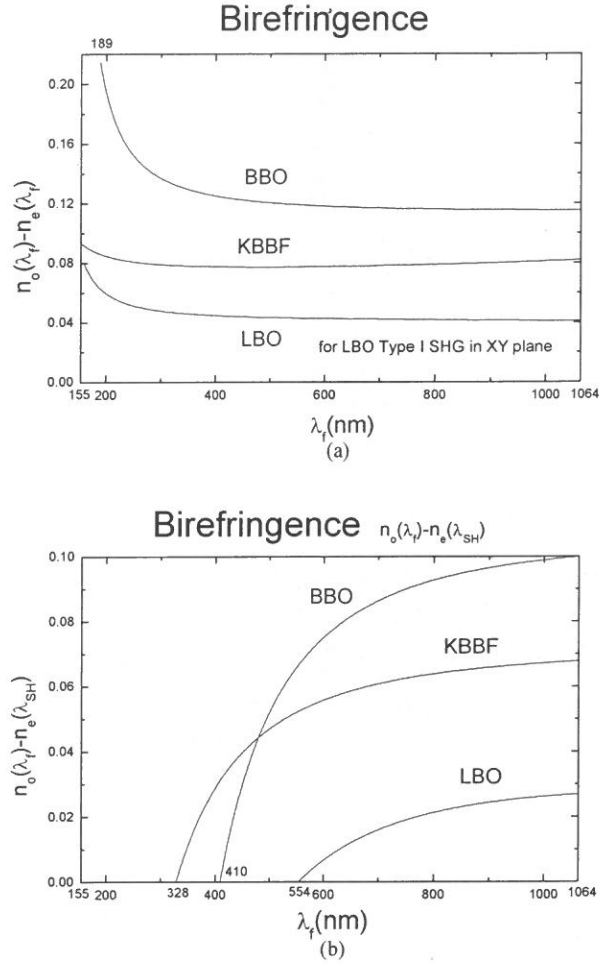 Birefringence
189
0.20
0.16
0.12
0.08
0.04
0.00
n_o(λ_f)-n_e(λ_f)
BBO
KBBF
LBO
for LBO Type I SHG in XY plane
155 200 400 600 800 1000 1064
λ_f(nm)
(a)
Birefringence n_o(λ_f)-n_e(λ_SH)
0.10
0.08
0.06
0.04
0.02
0.00
n_o(λ_f)-n_e(λ_SH)
BBO
KBBF
LBO
410
155 200 328 400 554 600 800 1000 1064
λ_f(nm)
(b)